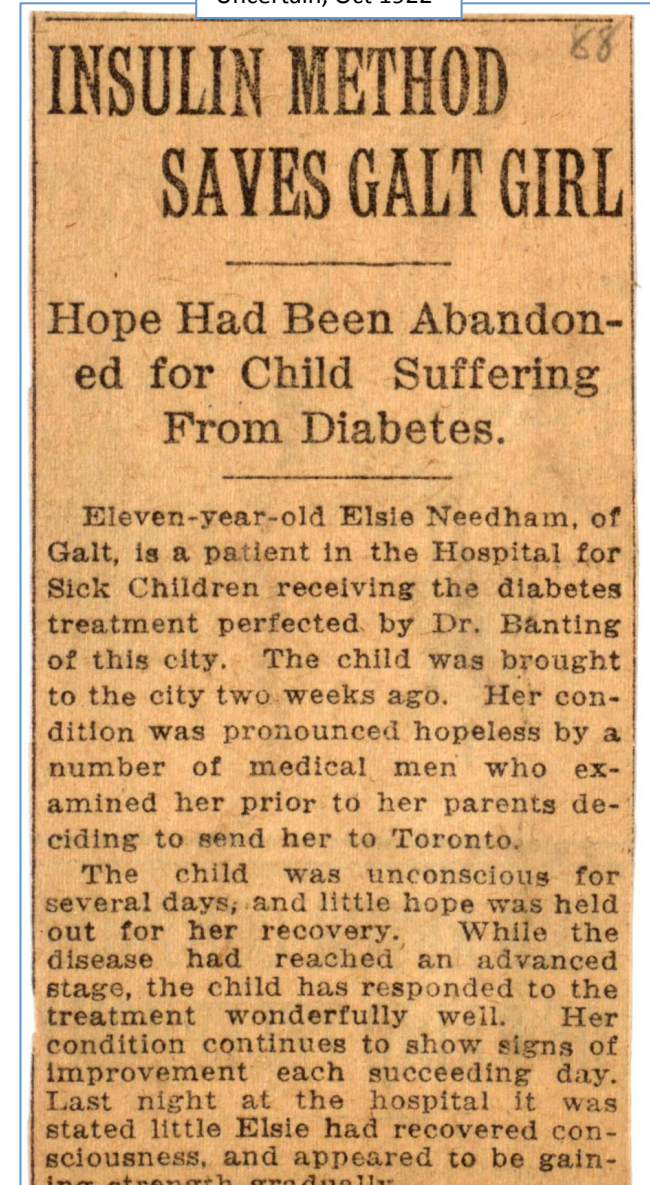 Uncertain, Oct 1922
88
INSULIN METHOD
SAVES GALT GIRL
Hope Had Been Abandon-
ed for Child Suffering
From Diabetes.
Eleven-year-old Elsie Needham, of
Galt, is a patient in the Hospital for
Sick Children receiving the diabetes
treatment perfected by Dr. Banting
of this city. The child was brought
to the city two weeks ago. Her con-
dition was pronounced hopeless by a
number of medical men who ex-
amined her prior to her parents de-
ciding to send her to Toronto.
The child was unconscious for
several days, and little hope was held
out for her recovery. While the
disease had reached an advanced
stage, the child has responded to the
treatment wonderfully well. Her
condition continues to show signs of
improvement each succeeding day.
Last night at the hospital it was
stated little Elsie had recovered con-
sciousness, and appeared to be gain-
ing strength gradually.